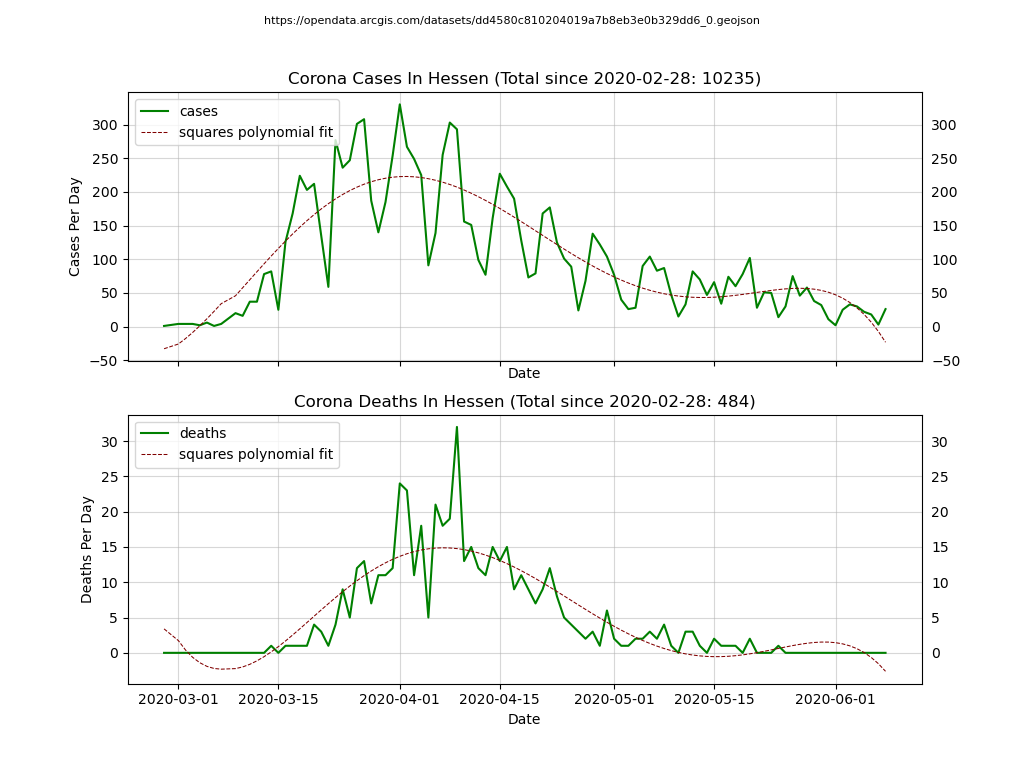 https://opendata.arcgis.com/datasets/dd4580c810204019a7b8eb3e0b329dd6_0.geojson
Corona Cases In Hessen (Total since 2020-02-28: 10235)
cases
squares polynomial fit
Cases Per Day
300 300
250 250
200 200
150 150
100 100
50 50
0 0
−50 −50
Date
Corona Deaths In Hessen (Total since 2020-02-28: 484)
deaths
squares polynomial fit
Deaths Per Day
30 30
25 25
20 20
15 15
10 10
5 5
0 0
2020-03-01 2020-03-15 2020-04-01 2020-04-15 2020-05-01 2020-05-15 2020-06-01
Date